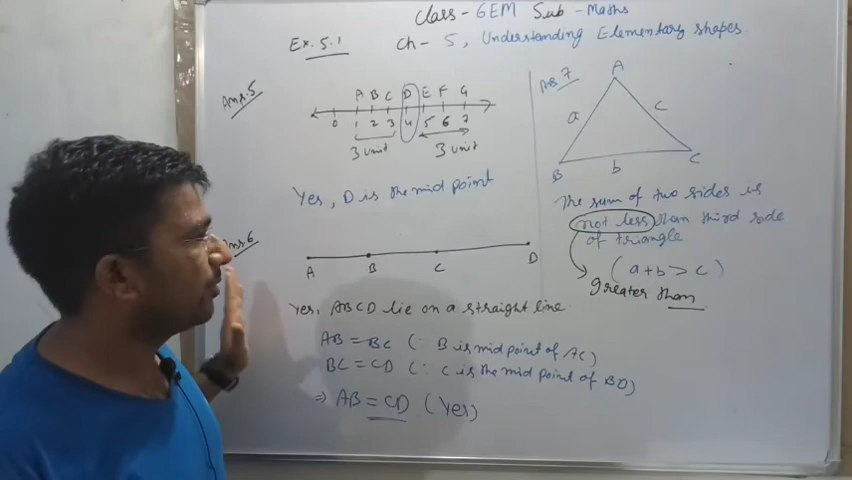 Class - 6EM Sub - Maths
Ex. 5.1 Ch - 5, Understanding Elementary shapes
Ans. 5
A B C D E F G
0 1 2 3 4 5 6 7
3 unit 3 unit
Yes, D is the mid point
Ans 6
A B C D
Yes, ABCD lie on a straight line.
AB = BC (∵ B is mid point of AC)
BC = CD (∵ C is the mid point of BD)
⇒ AB = CD (Yes)
Ans 7
A
a c
B b C
The sum of two sides is
not less than third side
of triangle
(a+b > c)
greater than